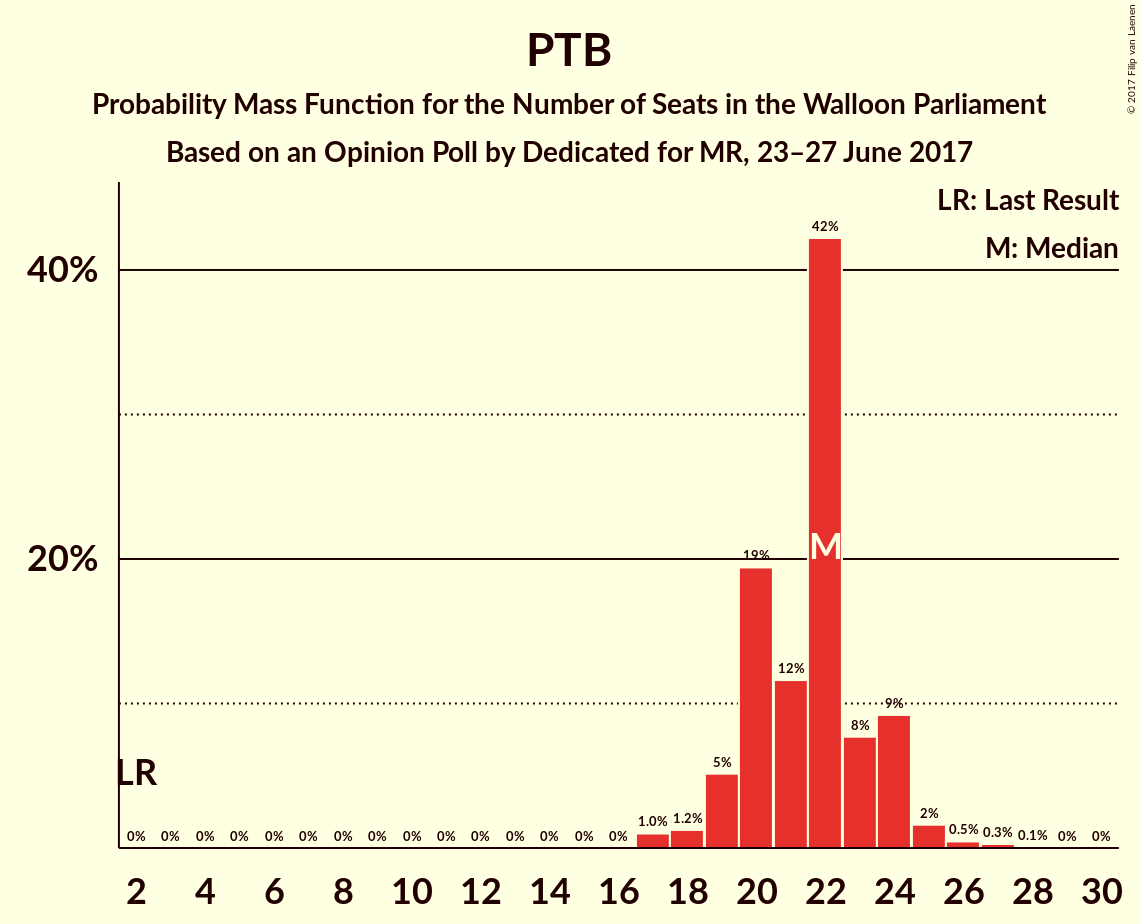 PTB
Probability Mass Function for the Number of Seats in the Walloon Parliament
Based on an Opinion Poll by Dedicated for MR, 23–27 June 2017
© 2017 Filip van Laenen
LR: Last Result
M: Median
40%
20%
LR
M
0% 0% 0% 0% 0% 0% 0% 0% 0% 0% 0% 0% 0% 0% 0% 1.0% 1.2% 5% 19% 12% 42% 8% 9% 2% 0.5% 0.3% 0.1% 0% 0%
2 4 6 8 10 12 14 16 18 20 22 24 26 28 30